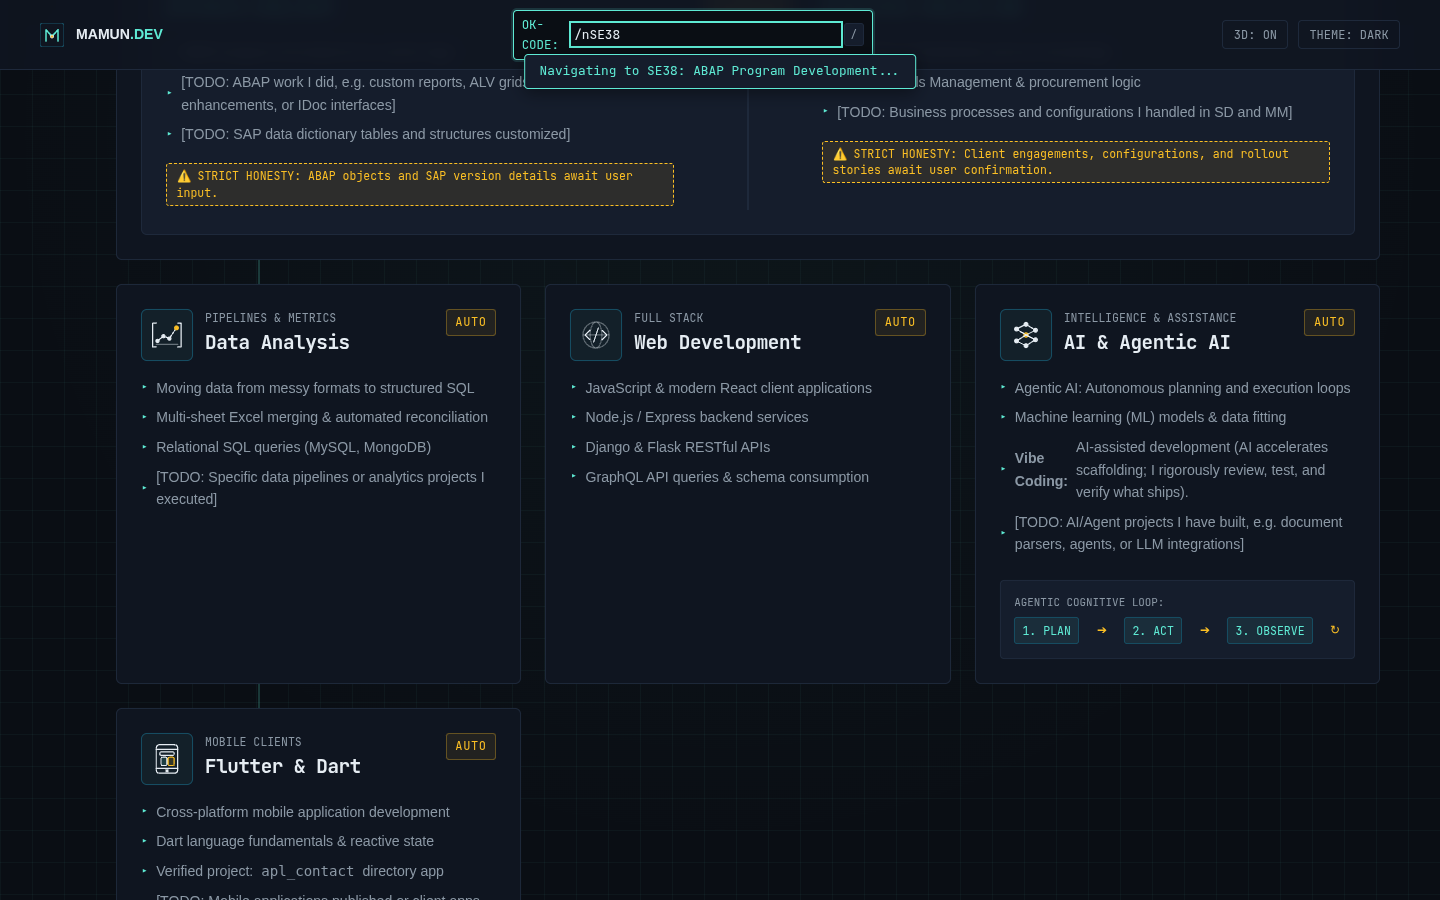 MAMUN.DEV
OK-
CODE:
/nSE38
/
3D: ON
THEME: DARK
Navigating to SE38: ABAP Program Development...
[TODO: ABAP work I did, e.g. custom reports, ALV grids
enhancements, or IDoc interfaces]
[TODO: SAP data dictionary tables and structures customized]
⚠️ STRICT HONESTY: ABAP objects and SAP version details await user
input.
Management & procurement logic
[TODO: Business processes and configurations I handled in SD and MM]
⚠️ STRICT HONESTY: Client engagements, configurations, and rollout
stories await user confirmation.
PIPELINES & METRICS
Data Analysis
AUTO
Moving data from messy formats to structured SQL
Multi-sheet Excel merging & automated reconciliation
Relational SQL queries (MySQL, MongoDB)
[TODO: Specific data pipelines or analytics projects I
executed]
FULL STACK
Web Development
AUTO
JavaScript & modern React client applications
Node.js / Express backend services
Django & Flask RESTful APIs
GraphQL API queries & schema consumption
INTELLIGENCE & ASSISTANCE
AI & Agentic AI
AUTO
Agentic AI: Autonomous planning and execution loops
Machine learning (ML) models & data fitting
Vibe
Coding:
AI-assisted development (AI accelerates
scaffolding; I rigorously review, test, and
verify what ships).
[TODO: AI/Agent projects I have built, e.g. document
parsers, agents, or LLM integrations]
AGENTIC COGNITIVE LOOP:
1. PLAN ➔ 2. ACT ➔ 3. OBSERVE ↻
MOBILE CLIENTS
Flutter & Dart
AUTO
Cross-platform mobile application development
Dart language fundamentals & reactive state
Verified project: apl_contact directory app
[TODO: Mobile applications published or client apps